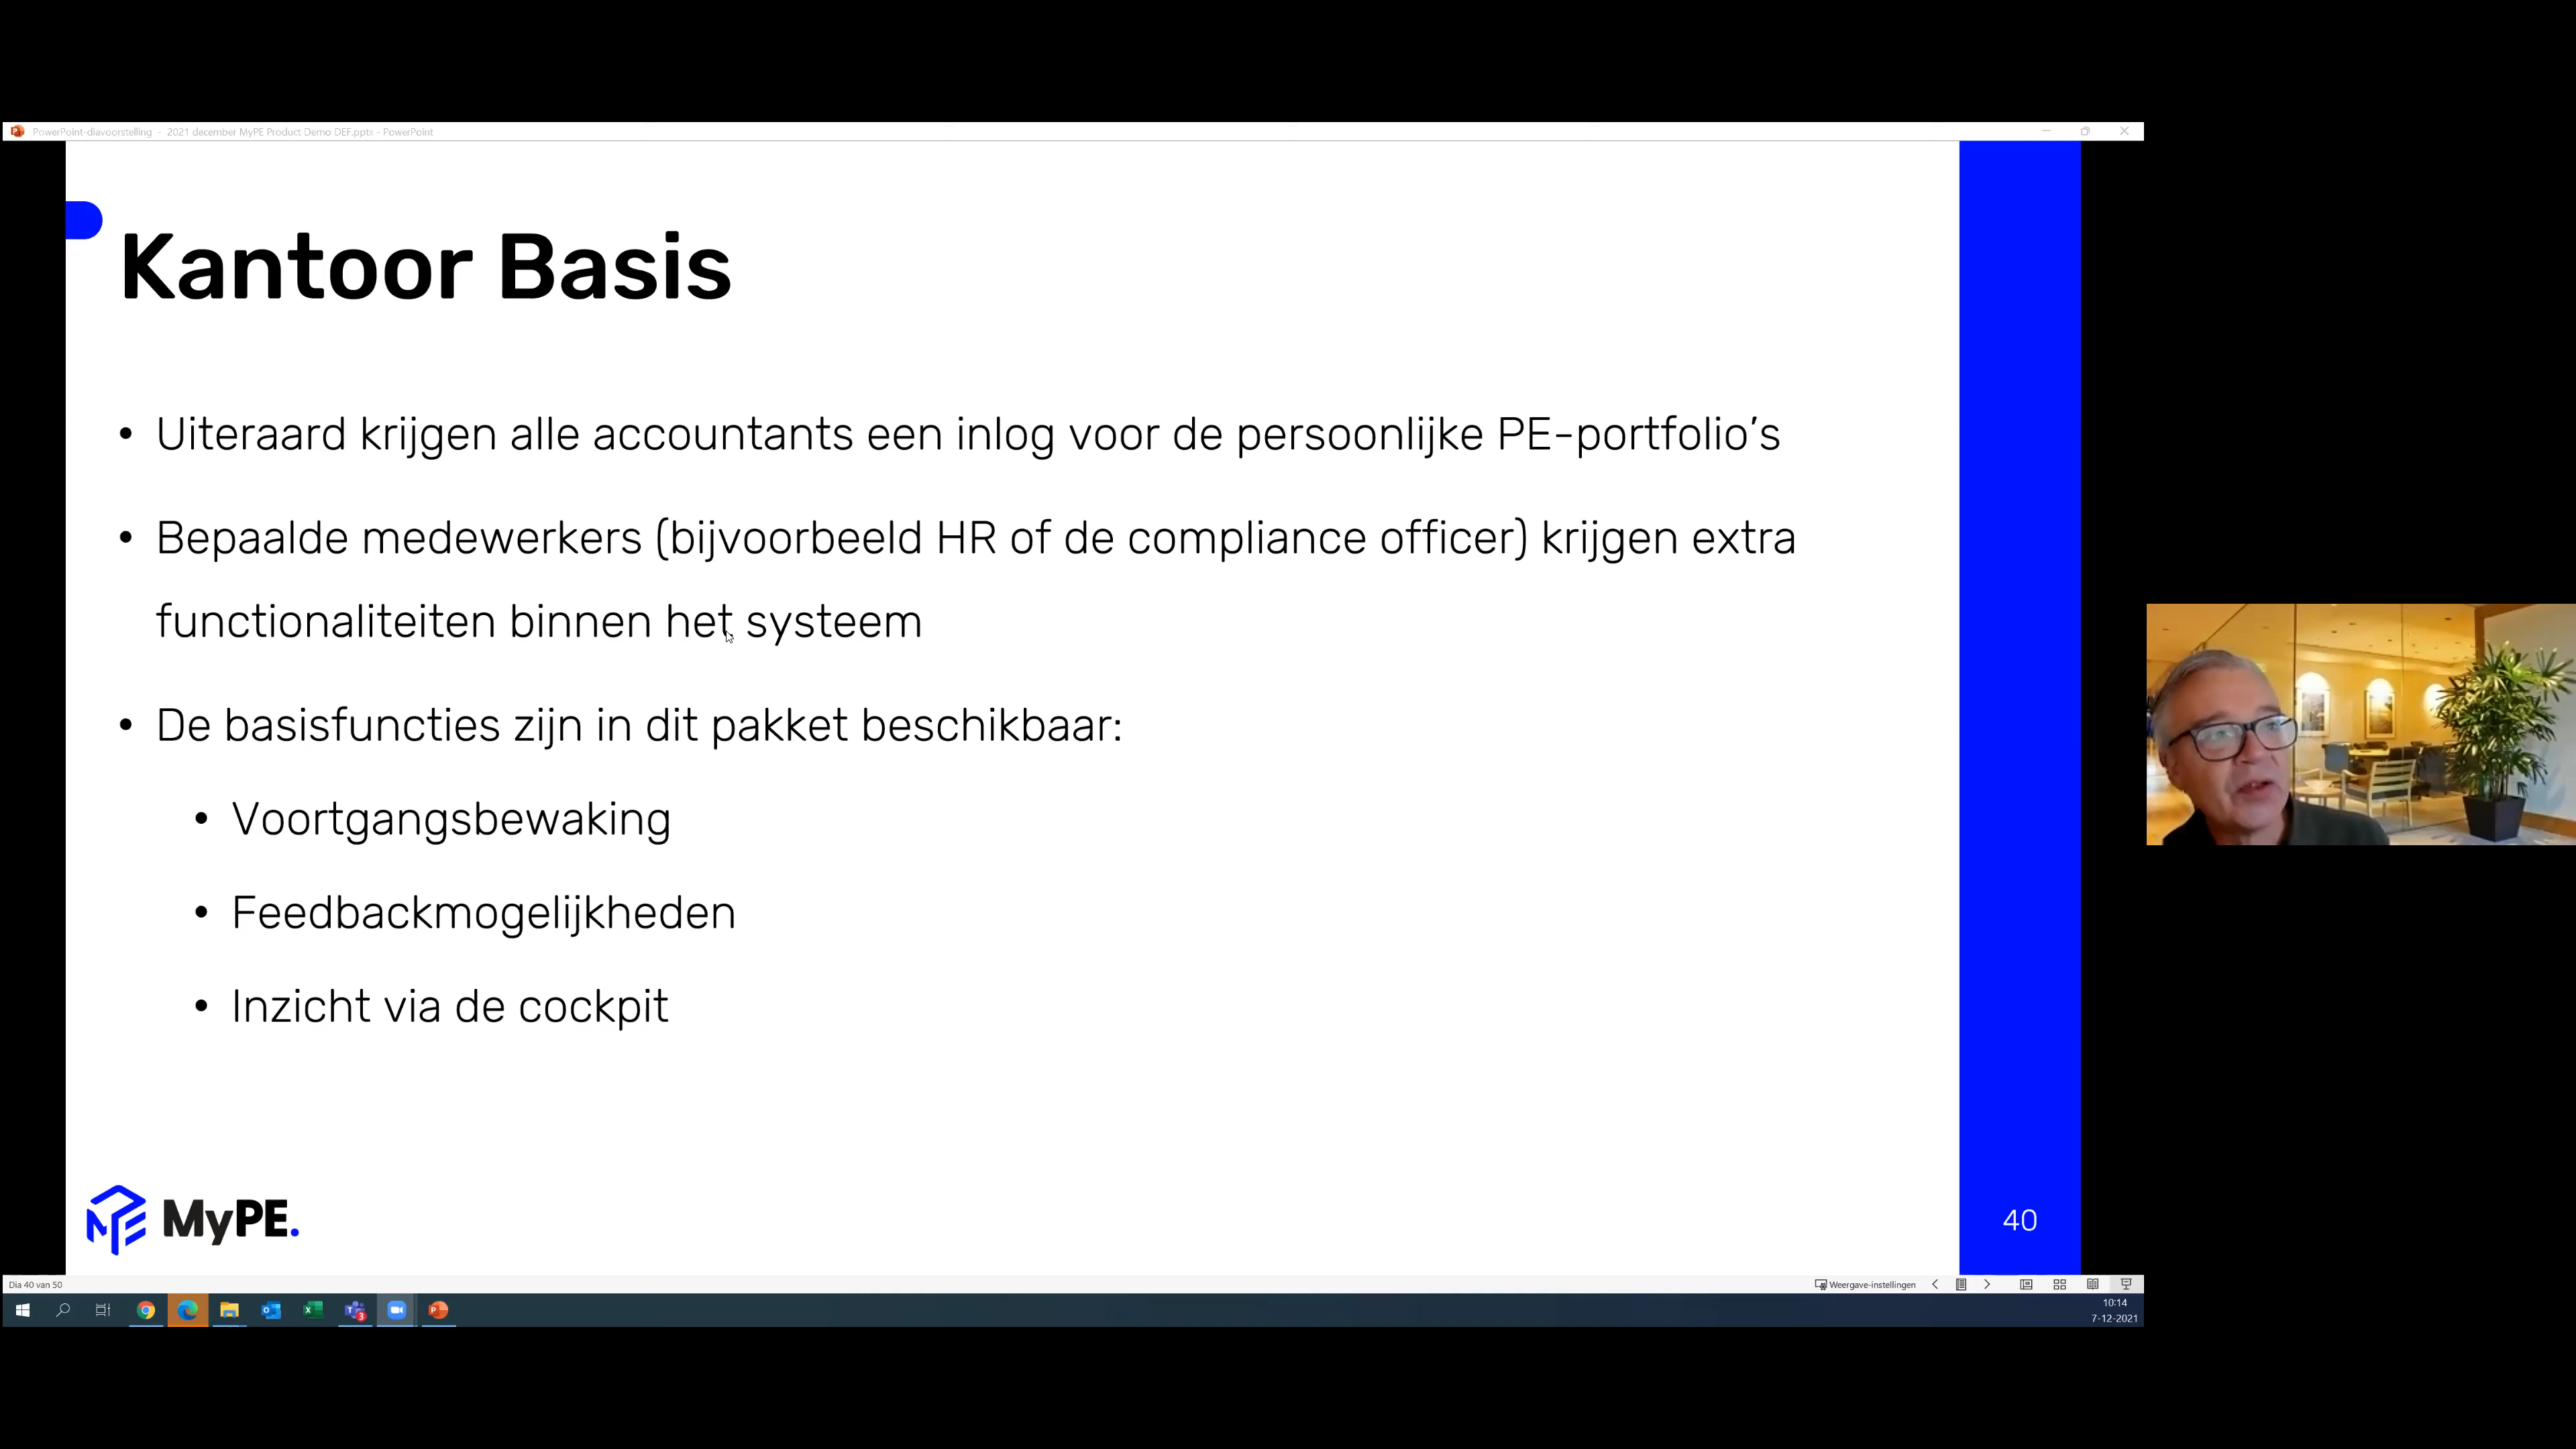 PowerPoint-diavoorstelling - 2021 december MyPE Product Demo DEF.pptx - PowerPoint
Kantoor Basis
• Uiteraard krijgen alle accountants een inlog voor de persoonlijke PE-portfolio’s
• Bepaalde medewerkers (bijvoorbeeld HR of de compliance officer) krijgen extra
functionaliteiten binnen het systeem
• De basisfuncties zijn in dit pakket beschikbaar:
• Voortgangsbewaking
• Feedbackmogelijkheden
• Inzicht via de cockpit
MyPE.
40
Dia 40 van 50
Weergave-instellingen
3
10:14
7-12-2021